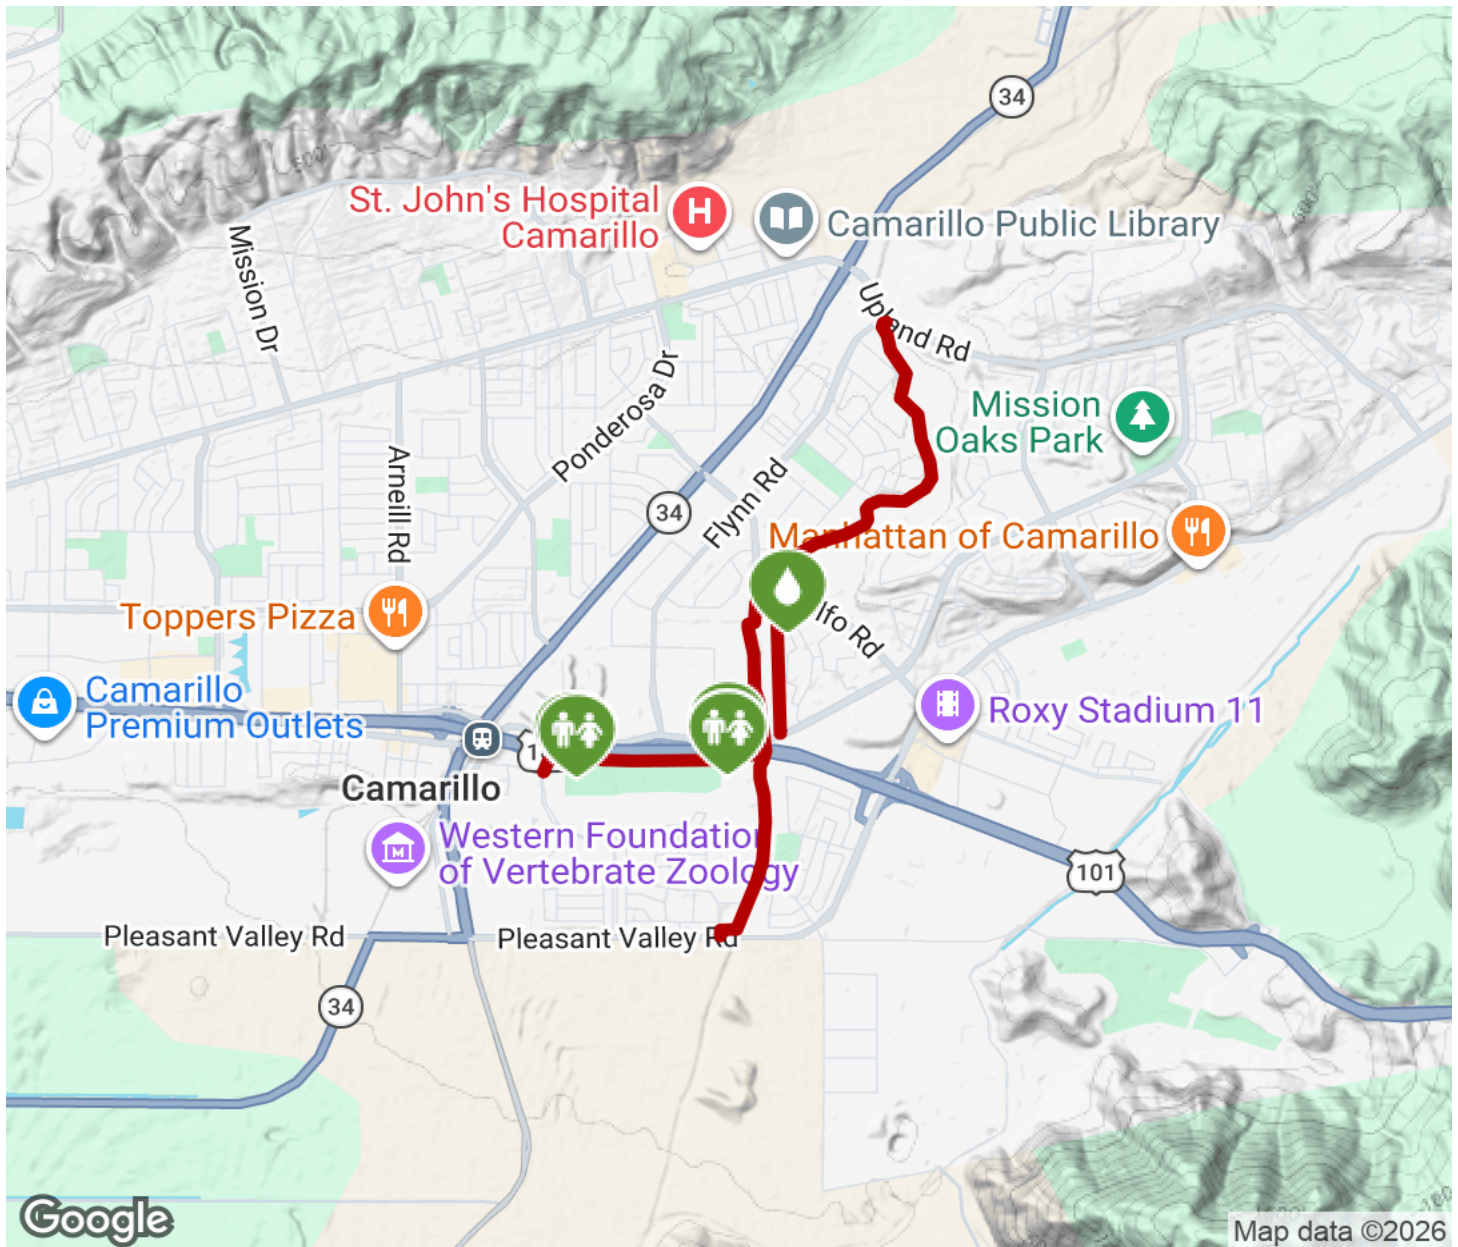 34
St. John's Hospital
Camarillo
H
Camarillo Public Library
Mission Dr
Upland Rd
Ponderosa Dr
Mission
Oaks Park
Arneill Rd
Flynn Rd
34
Manhattan of Camarillo
Toppers Pizza
lfo Rd
Camarillo
Premium Outlets
Roxy Stadium 11
1
Camarillo
Western Foundation
of Vertebrate Zoology
M
101
Pleasant Valley Rd
Pleasant Valley Rd
34
Google
Map data ©2026